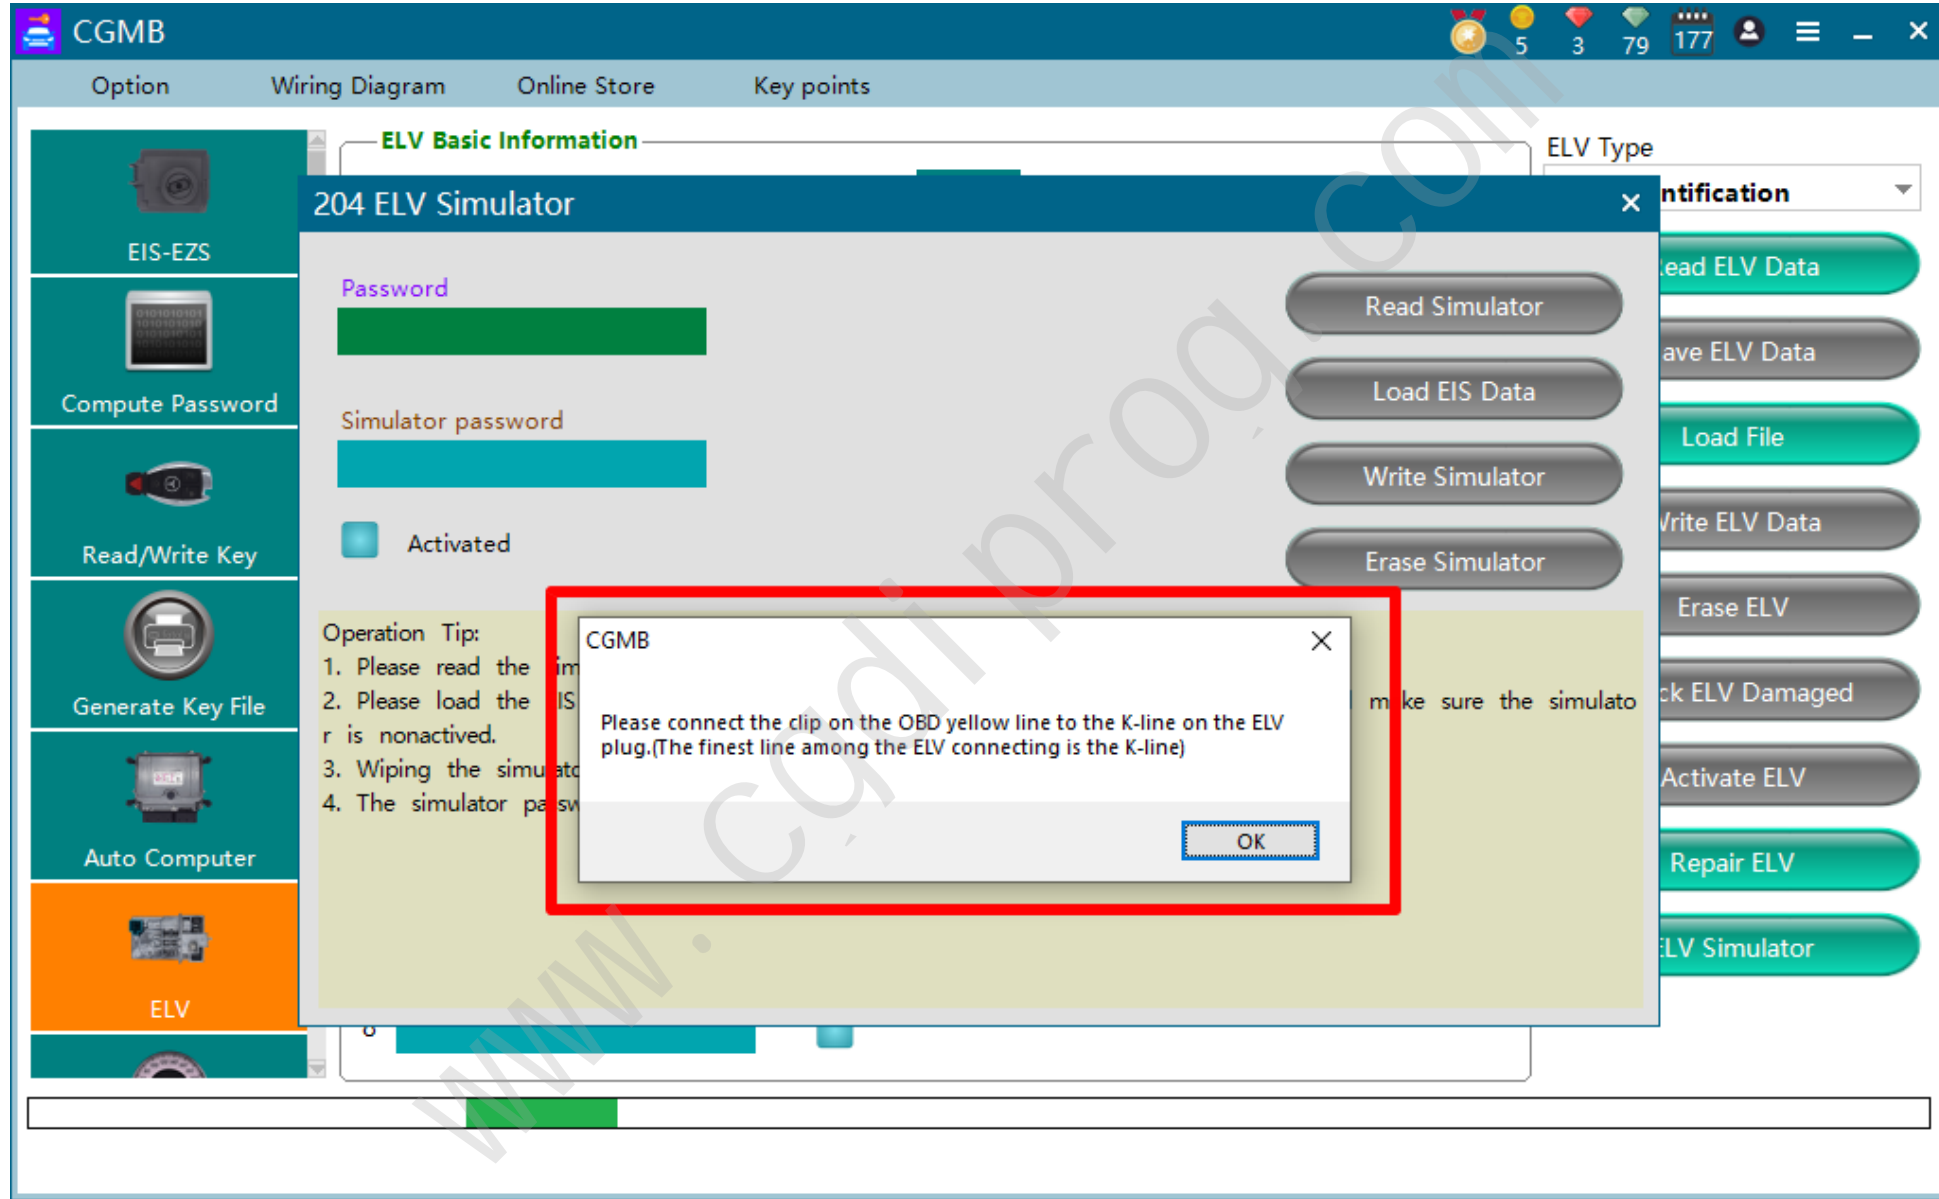 CGMB
5
3
79
177
Option
Wiring Diagram
Online Store
Key points
EIS-EZS
Compute Password
Read/Write Key
Generate Key File
Auto Computer
ELV
ELV Basic Information
ELV Type
ntification
ead ELV Data
ave ELV Data
Load File
Write ELV Data
Erase ELV
ck ELV Damaged
Activate ELV
Repair ELV
ELV Simulator
204 ELV Simulator
Password
Simulator password
Activated
Read Simulator
Load EIS Data
Write Simulator
Erase Simulator
Operation Tip:
1. Please read the sim
2. Please load the EIS make sure the simulato
r is nonactived.
3. Wiping the simulato
4. The simulator passw
CGMB
Please connect the clip on the OBD yellow line to the K-line on the ELV
plug.(The finest line among the ELV connecting is the K-line)
OK
www.cgdiprog.com